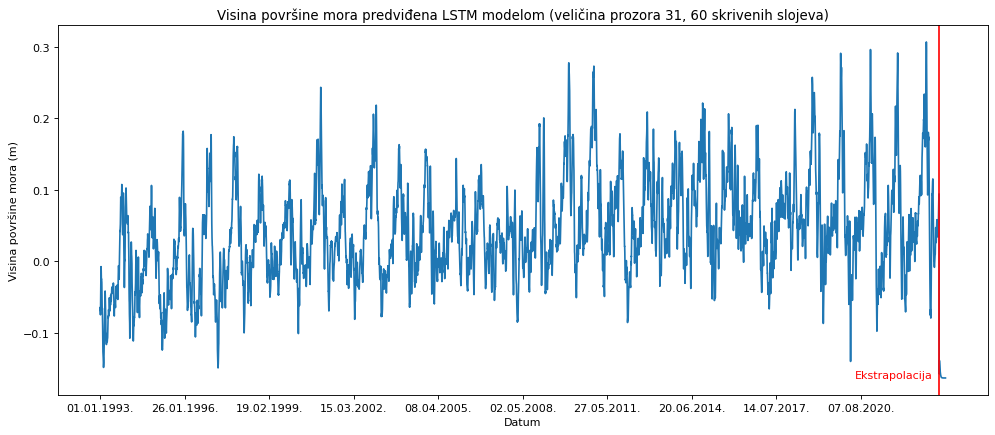 Visina površine mora predviđena LSTM modelom (veličina prozora 31, 60 skrivenih slojeva)
Visina površine mora (m)
0.3
0.2
0.1
0.0
−0.1
Ekstrapolacija
01.01.1993. 26.01.1996. 19.02.1999. 15.03.2002. 08.04.2005. 02.05.2008. 27.05.2011. 20.06.2014. 14.07.2017. 07.08.2020.
Datum